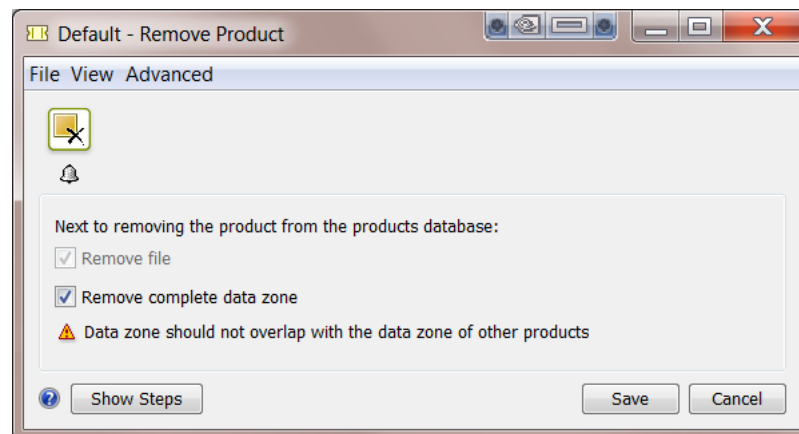 Default - Remove Product
File View Advanced
Next to removing the product from the products database:
Remove file
Remove complete data zone
Data zone should not overlap with the data zone of other products
Show Steps
Save Cancel